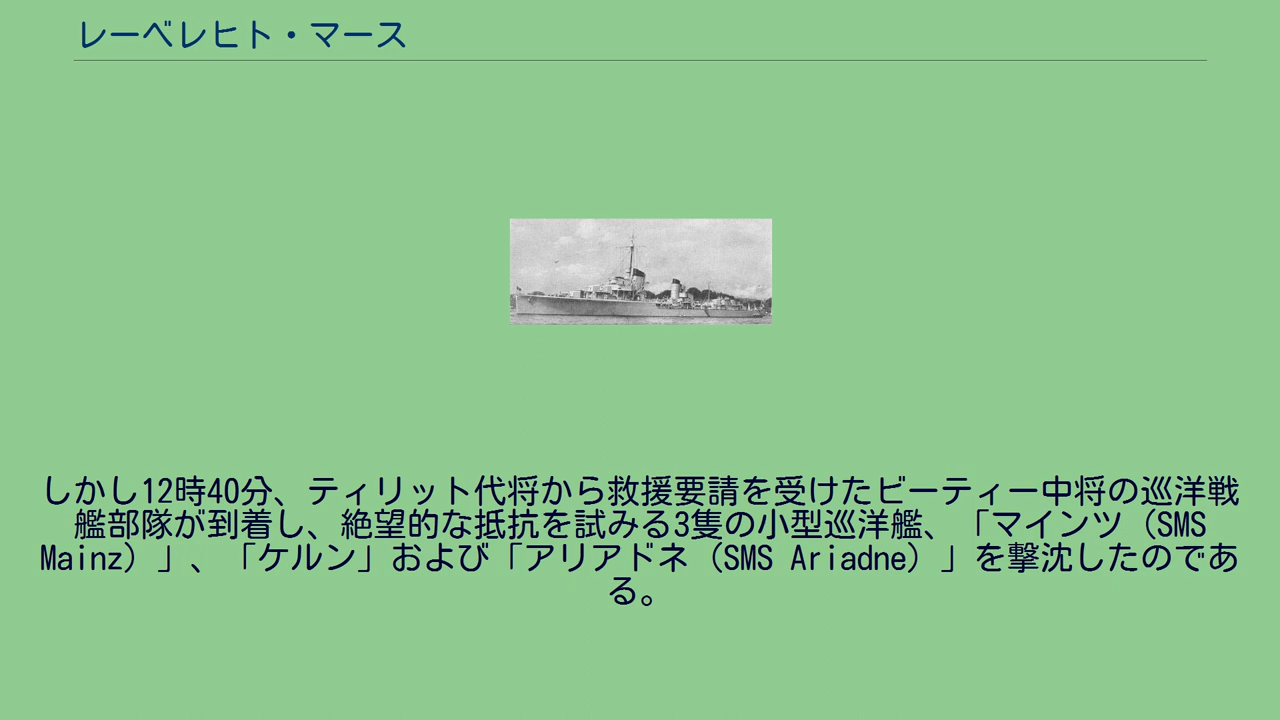 レーベレヒト・マース
しかし12時40分、ティリット代将から救援要請を受けたビーティー中将の巡洋戦
艦部隊が到着し、絶望的な抵抗を試みる3隻の小型巡洋艦、「マインツ（SMS
Mainz）」、「ケルン」および「アリアドネ（SMS Ariadne）」を撃沈したのであ
る。